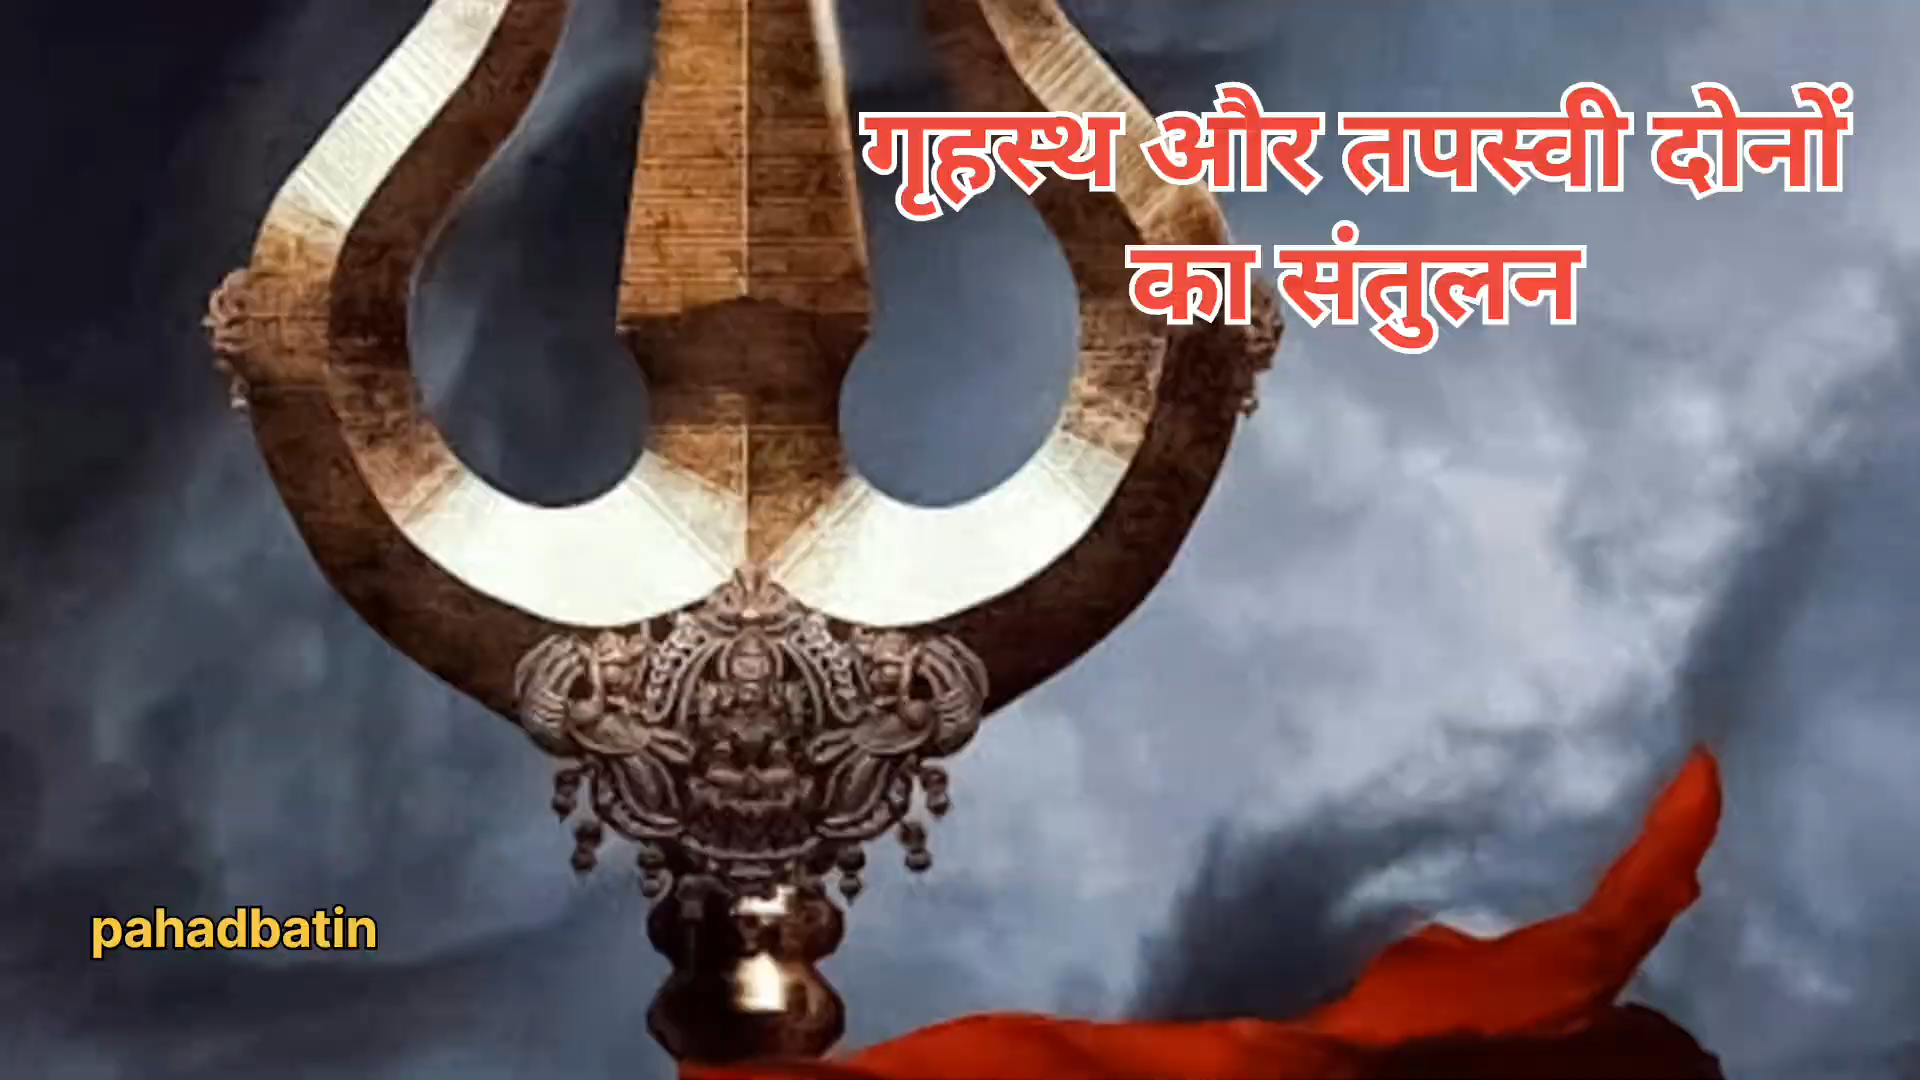 गृहस्थ और तपस्वी दोनों
का संतुलन
pahadbatin